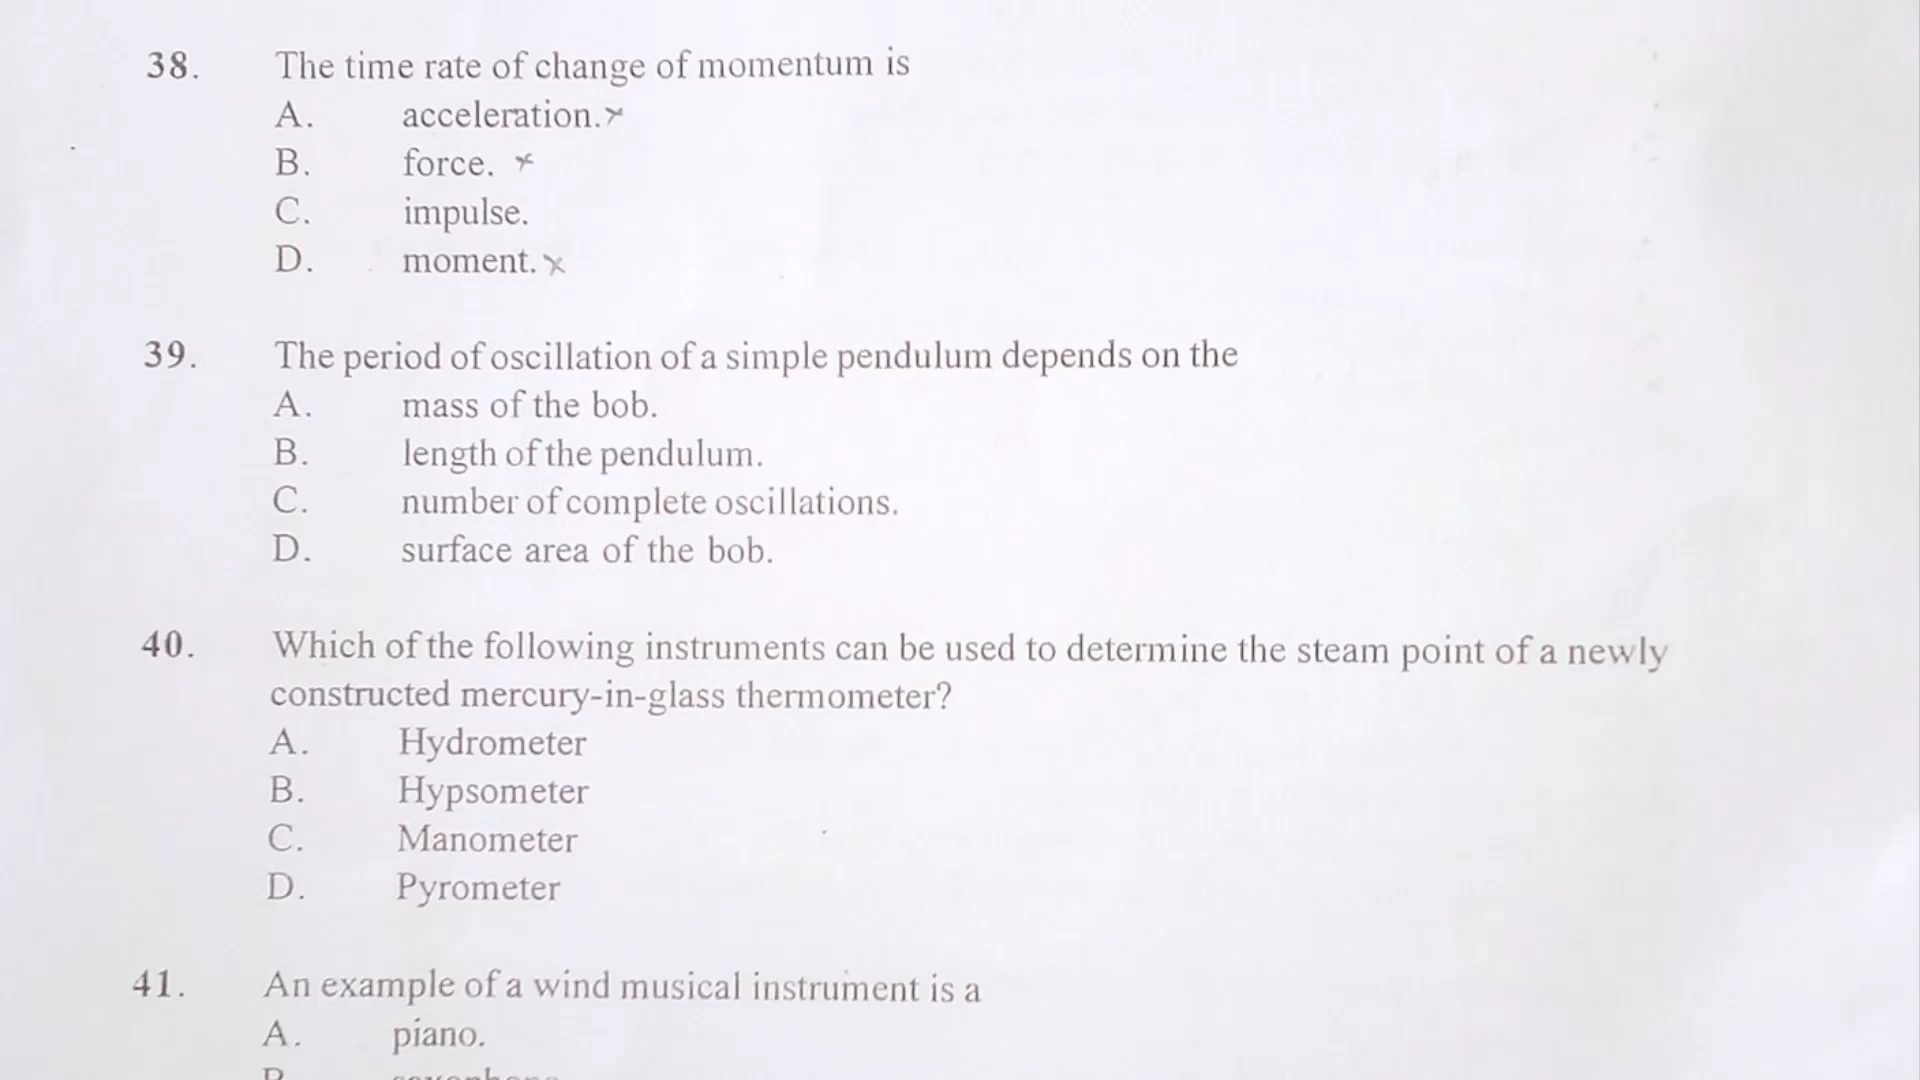 38. The time rate of change of momentum is
A. acceleration.
B. force.
C. impulse.
D. moment.
39. The period of oscillation of a simple pendulum depends on the
A. mass of the bob.
B. length of the pendulum.
C. number of complete oscillations.
D. surface area of the bob.
40. Which of the following instruments can be used to determine the steam point of a newly
constructed mercury-in-glass thermometer?
A. Hydrometer
B. Hypsometer
C. Manometer
D. Pyrometer
41. An example of a wind musical instrument is a
A. piano.